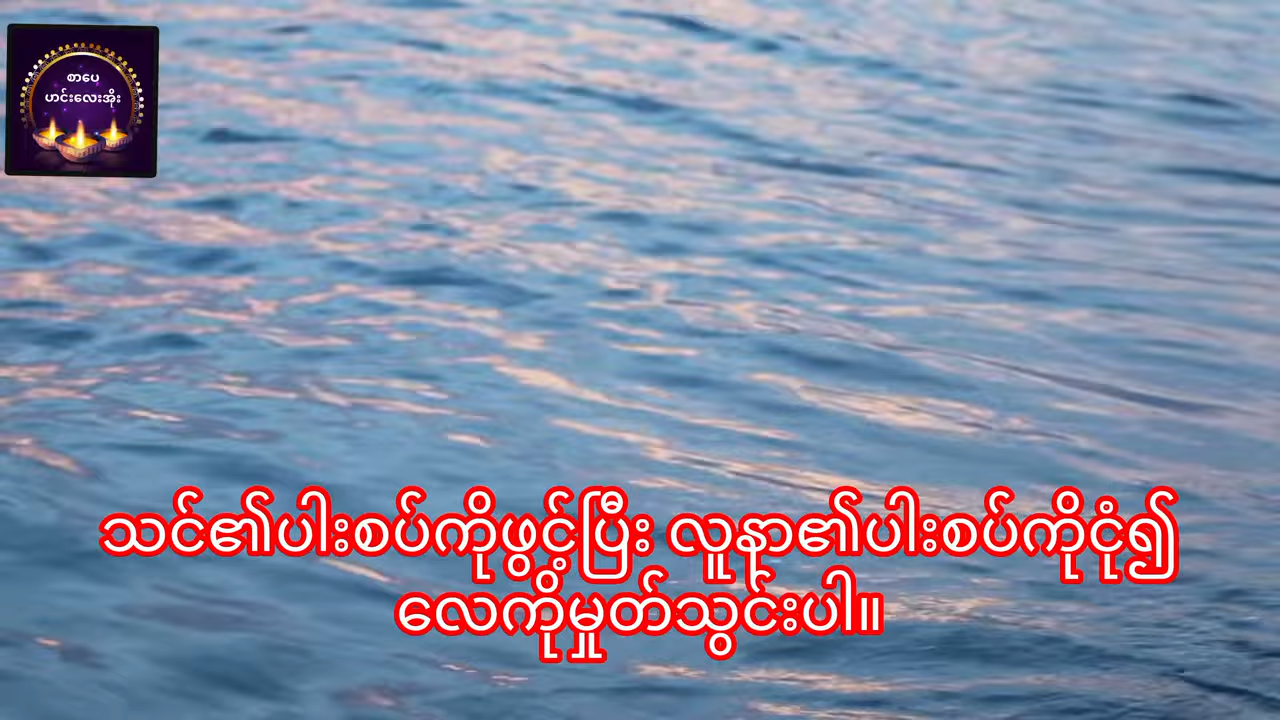 စာပေ
ဟင်းလေးအိုး
သင်၏ပါးစပ်ကိုဖွင့်ပြီး လူနာ၏ပါးစပ်ကိုငုံ၍
လေကိုမှုတ်သွင်းပါ။